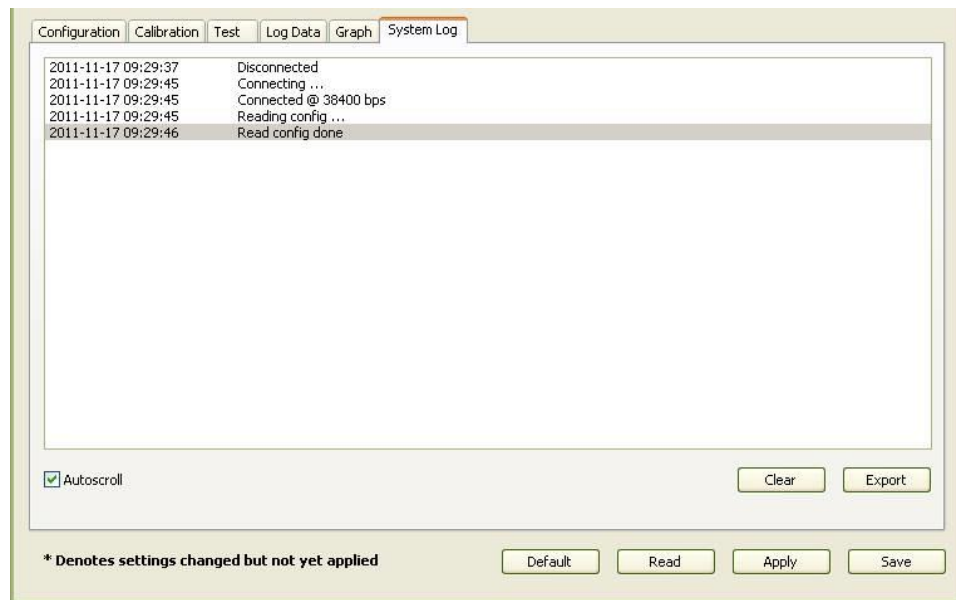 Configuration Calibration Test Log Data Graph System Log
2011-11-17 09:29:37 Disconnected
2011-11-17 09:29:45 Connecting ...
2011-11-17 09:29:45 Connected @ 38400 bps
2011-11-17 09:29:45 Reading config ...
2011-11-17 09:29:46 Read config done
Autoscroll Clear Export
* Denotes settings changed but not yet applied Default Read Apply Save